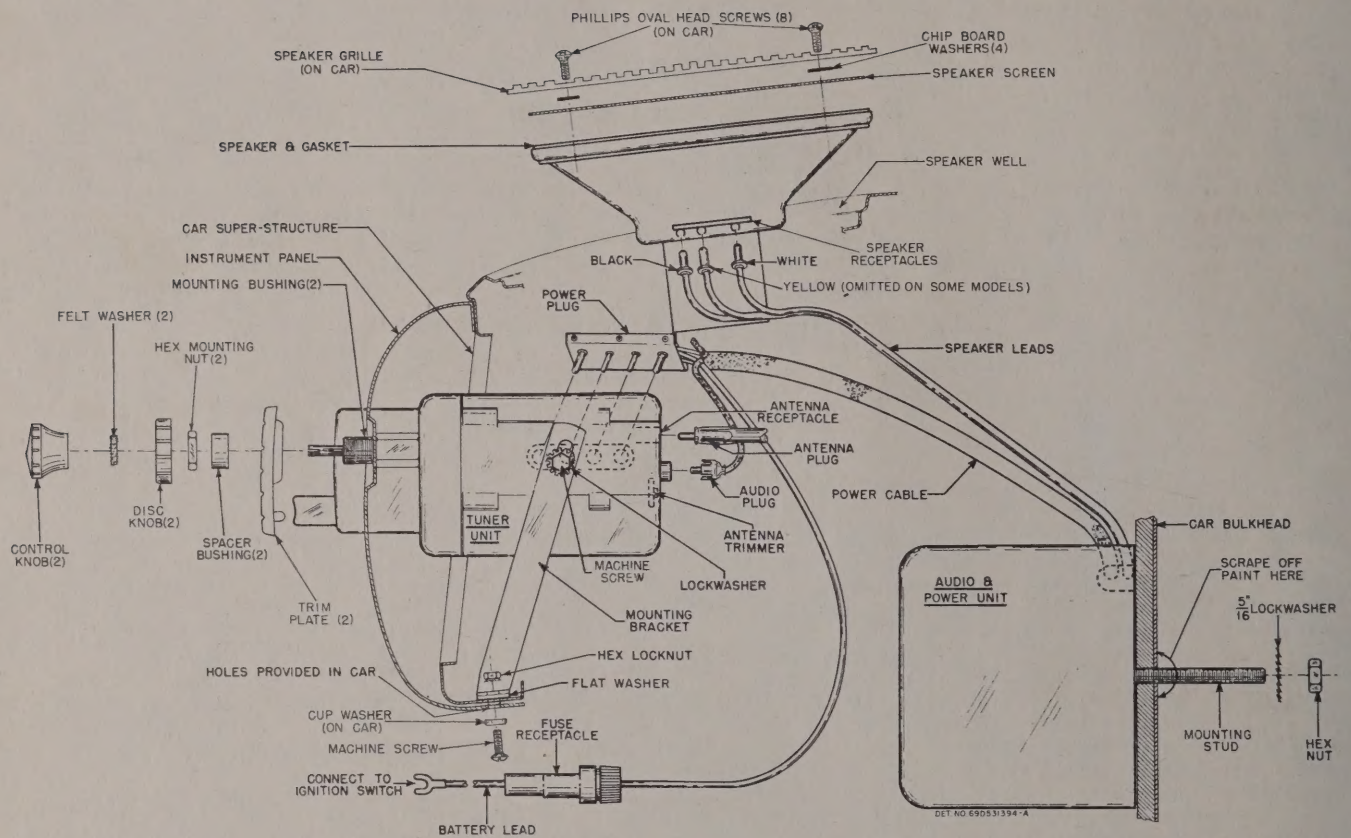 PHILLIPS OVAL HEAD SCREWS (8)
(ON CAR)
SPEAKER GRILLE
(ON CAR)
CHIP BOARD
WASHERS (4)
SPEAKER SCREEN
SPEAKER & GASKET
SPEAKER WELL
CAR SUPER-STRUCTURE
INSTRUMENT PANEL
MOUNTING BUSHING(2)
FELT WASHER (2)
HEX MOUNTING
NUT(2)
POWER
PLUG
BLACK
WHITE
SPEAKER
RECEPTACLES
YELLOW (OMITTED ON SOME MODELS)
SPEAKER LEADS
ANTENNA
RECEPTACLE
ANTENNA
PLUG
AUDIO
PLUG
ANTENNA
TRIMMER
POWER CABLE
CAR BULKHEAD
SCRAPE OFF
PAINT HERE
5/16" LOCKWASHER
CONTROL
KNOB(2)
DISC
KNOB(2)
SPACER
BUSHING(2)
TRIM
PLATE (2)
TUNER
UNIT
MACHINE
SCREW
LOCKWASHER
MOUNTING
BRACKET
HEX LOCKNUT
FLAT WASHER
HOLES PROVIDED IN CAR
CUP WASHER
(ON CAR)
FUSE
RECEPTACLE
MACHINE SCREW
CONNECT TO
IGNITION SWITCH
BATTERY LEAD
AUDIO &
POWER UNIT
MOUNTING
STUD
HEX
NUT
DET. NO. 69D531394-A